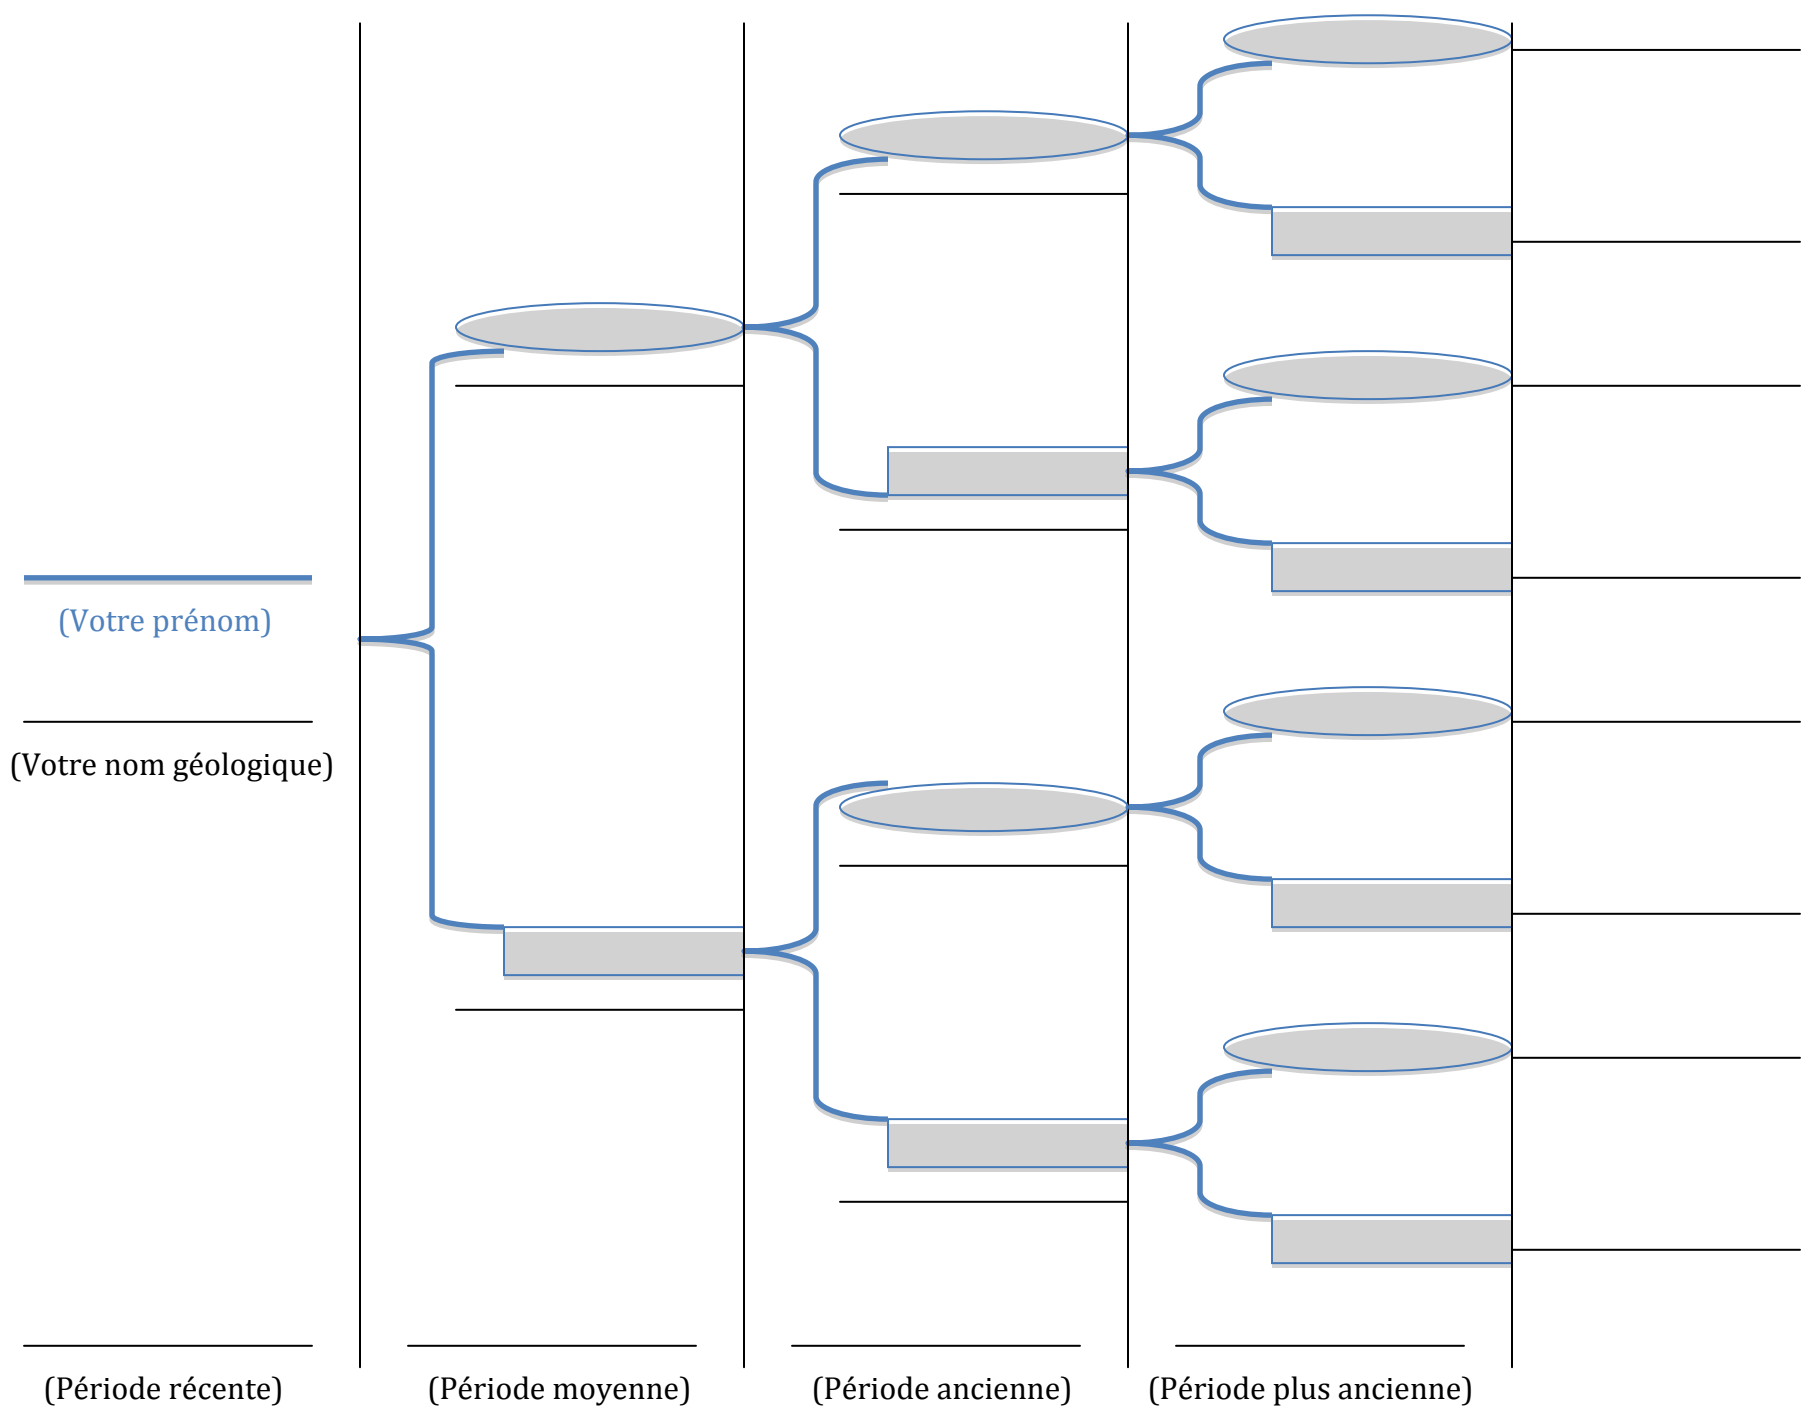 (Votre prénom)
(Votre nom géologique)
(Période récente)
(Période moyenne)
(Période ancienne)
(Période plus ancienne)